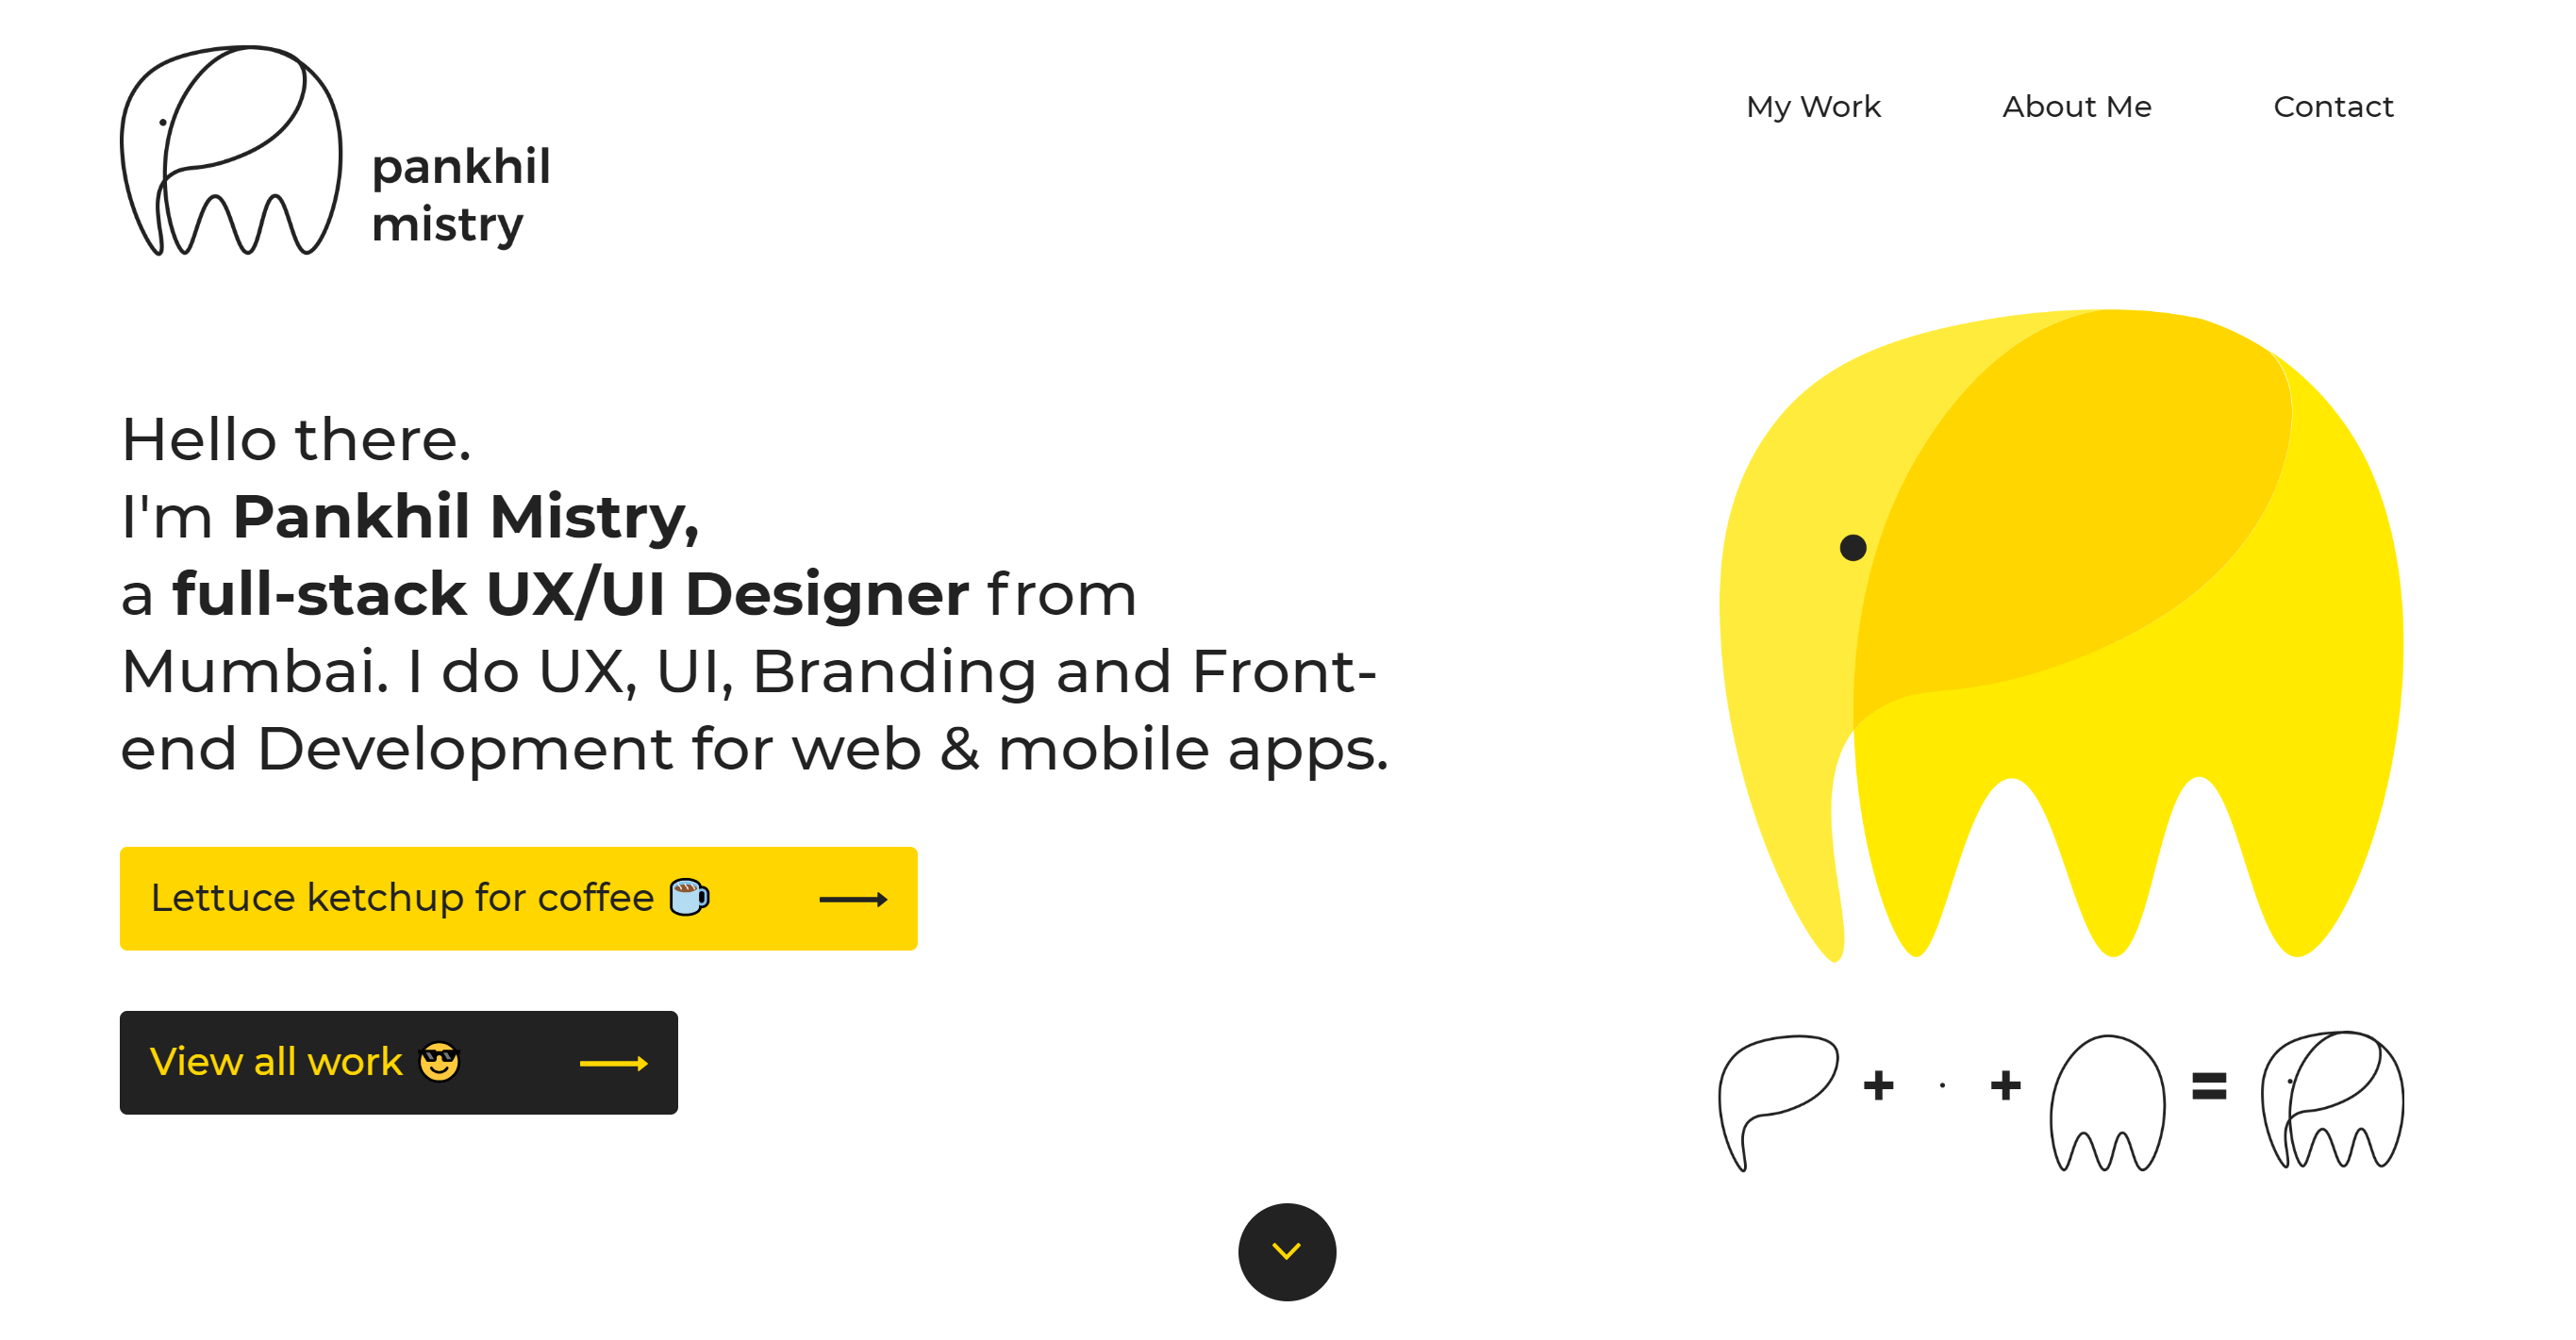 pankhil
mistry
My Work
About Me
Contact
Hello there.
I'm Pankhil Mistry,
a full-stack UX/UI Designer from
Mumbai. I do UX, UI, Branding and Front-
end Development for web & mobile apps.
Lettuce ketchup for coffee ☕
View all work 😎
+ · + =